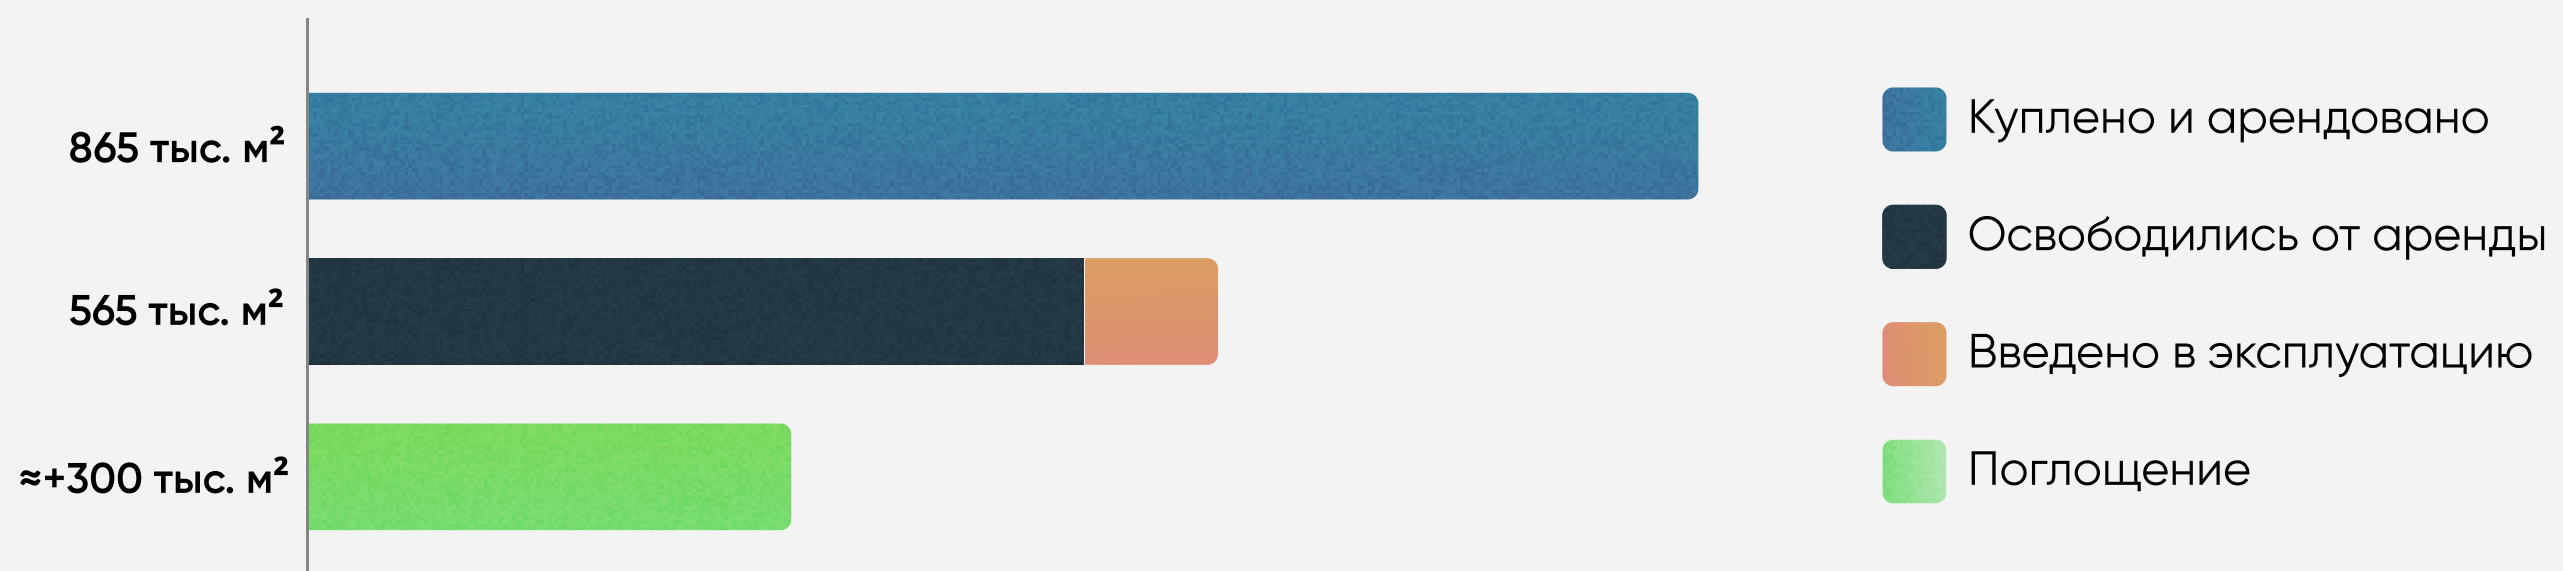 865 тыс. м²
565 тыс. м²
≈+300 тыс. м²
Куплено и арендовано
Освободились от аренды
Введено в эксплуатацию
Поглощение